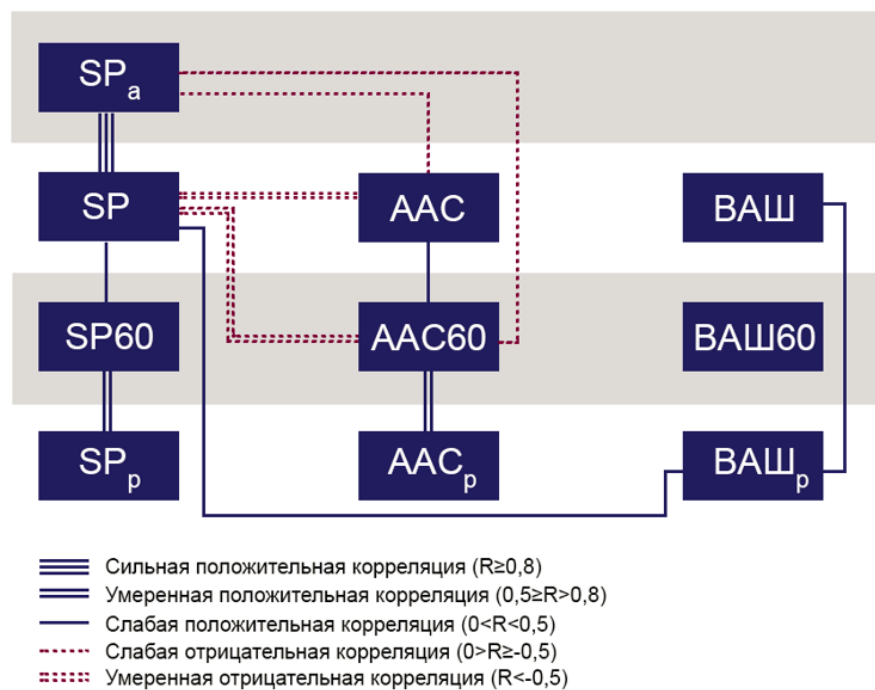 SPa
SP AAC ВАШ
SP60 AAC60 ВАШ60
SPp AACp ВАШp
Сильная положительная корреляция (R≥0,8)
Умеренная положительная корреляция (0,5≥R>0,8)
Слабая положительная корреляция (0<R<0,5)
Слабая отрицательная корреляция (0>R≥-0,5)
Умеренная отрицательная корреляция (R<-0,5)